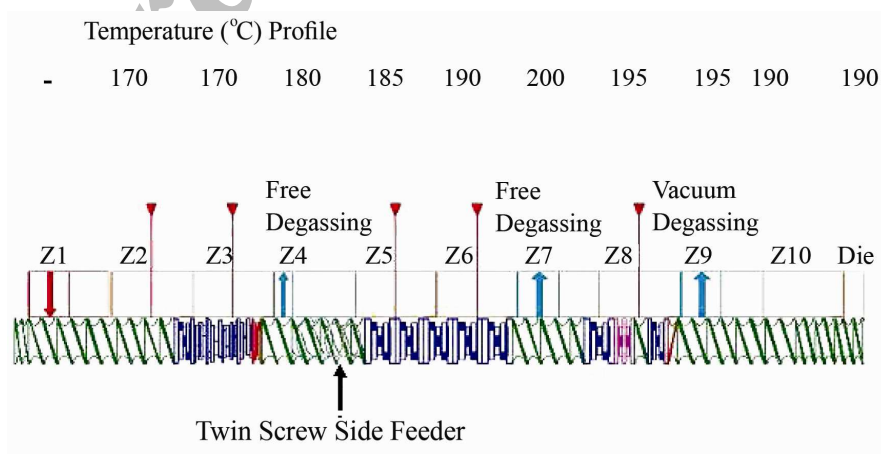 Temperature (°C) Profile
- 170 170 180 185 190 200 195 195 190 190
Free
Degassing
Free
Degassing
Vacuum
Degassing
Z1 Z2 Z3 Z4 Z5 Z6 Z7 Z8 Z9 Z10 Die
Twin Screw Side Feeder